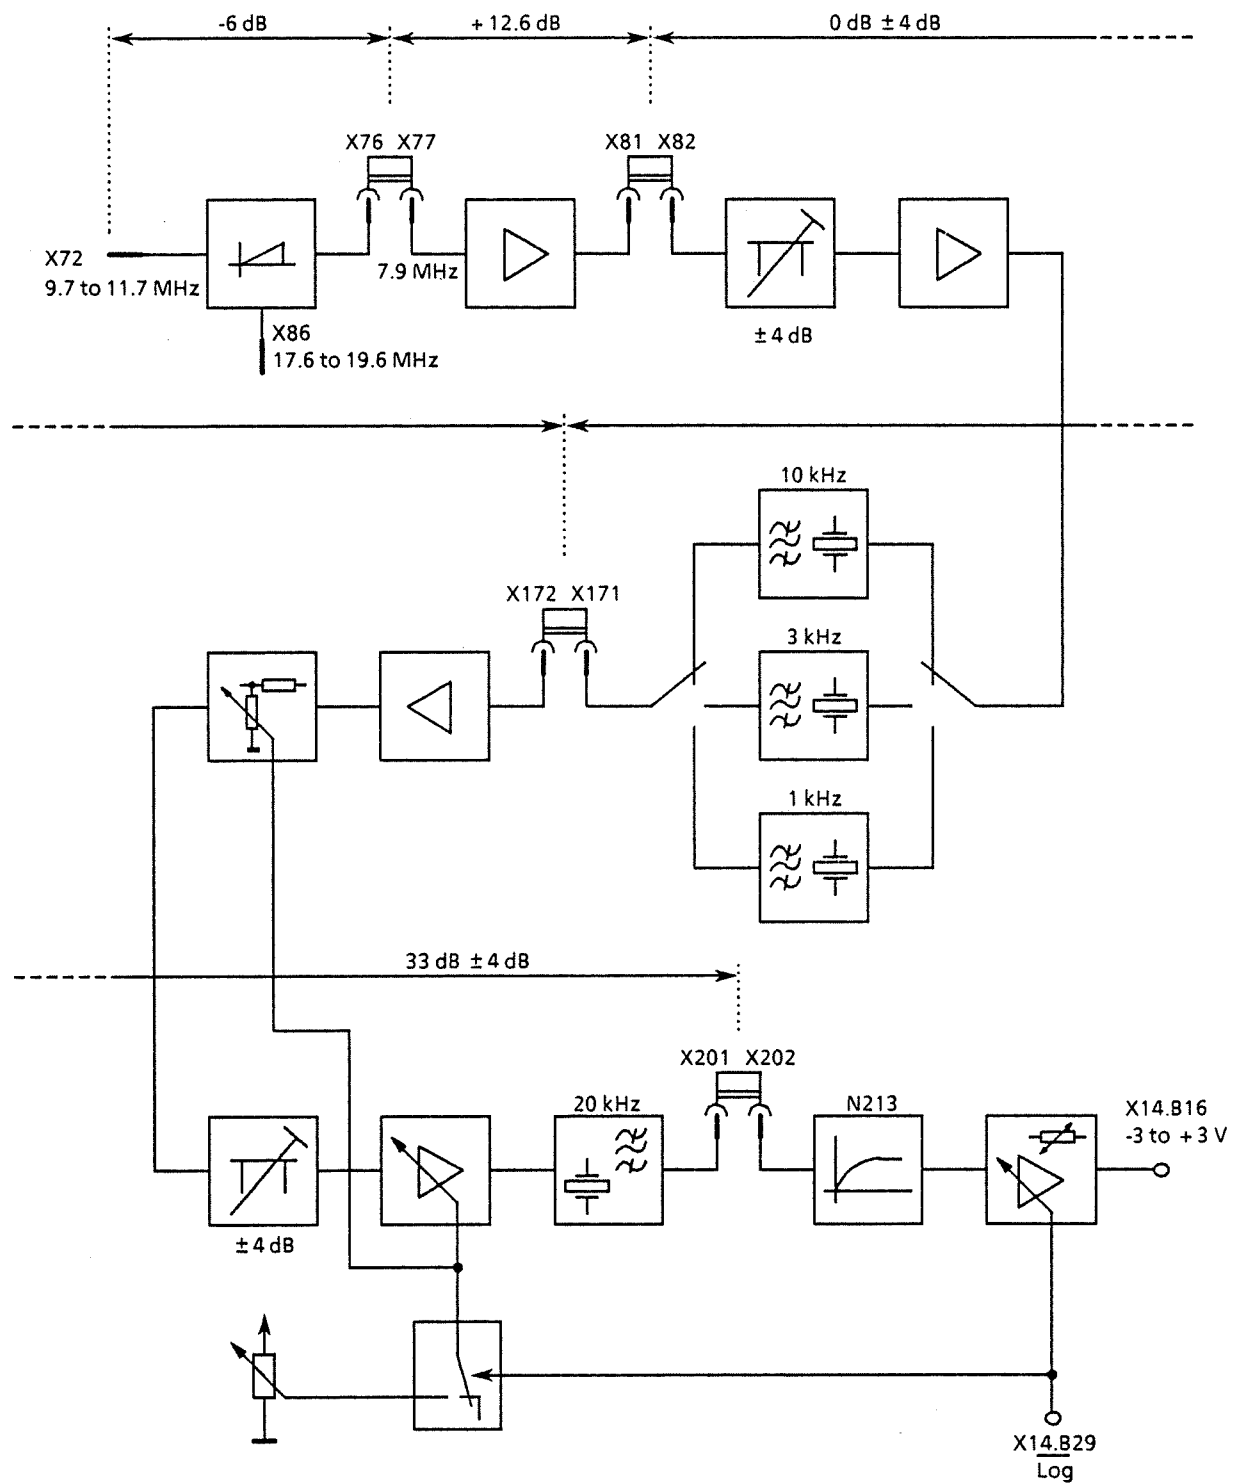 -6 dB
+ 12.6 dB
0 dB ± 4 dB
X76 X77
X81 X82
X72
9.7 to 11.7 MHz
7.9 MHz
± 4 dB
X86
17.6 to 19.6 MHz
10 kHz
X172 X171
3 kHz
1 kHz
33 dB ± 4 dB
X201 X202
20 kHz
N213
X14.B16
-3 to + 3 V
± 4 dB
X14.B29
Log